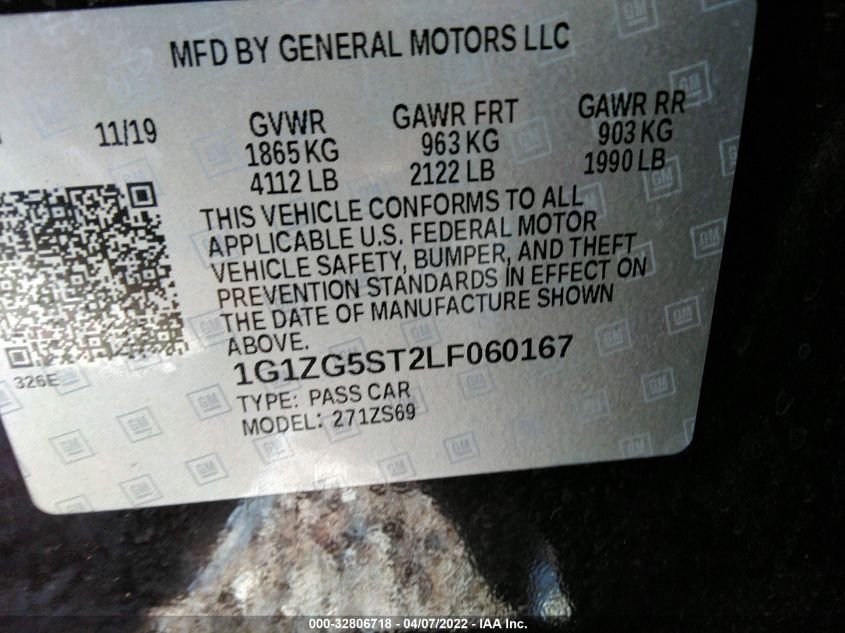 MFD BY GENERAL MOTORS LLC
11/19
GVWR
1865 KG
4112 LB
GAWR FRT
963 KG
2122 LB
GAWR RR
903 KG
1990 LB
THIS VEHICLE CONFORMS TO ALL
APPLICABLE U.S. FEDERAL MOTOR
VEHICLE SAFETY, BUMPER, AND THEFT
PREVENTION STANDARDS IN EFFECT ON
THE DATE OF MANUFACTURE SHOWN
ABOVE.
326E
1G1ZG5ST2LF060167
TYPE: PASS CAR
MODEL: 271ZS69
GM
000-32806718 - 04/07/2022 - IAA Inc.